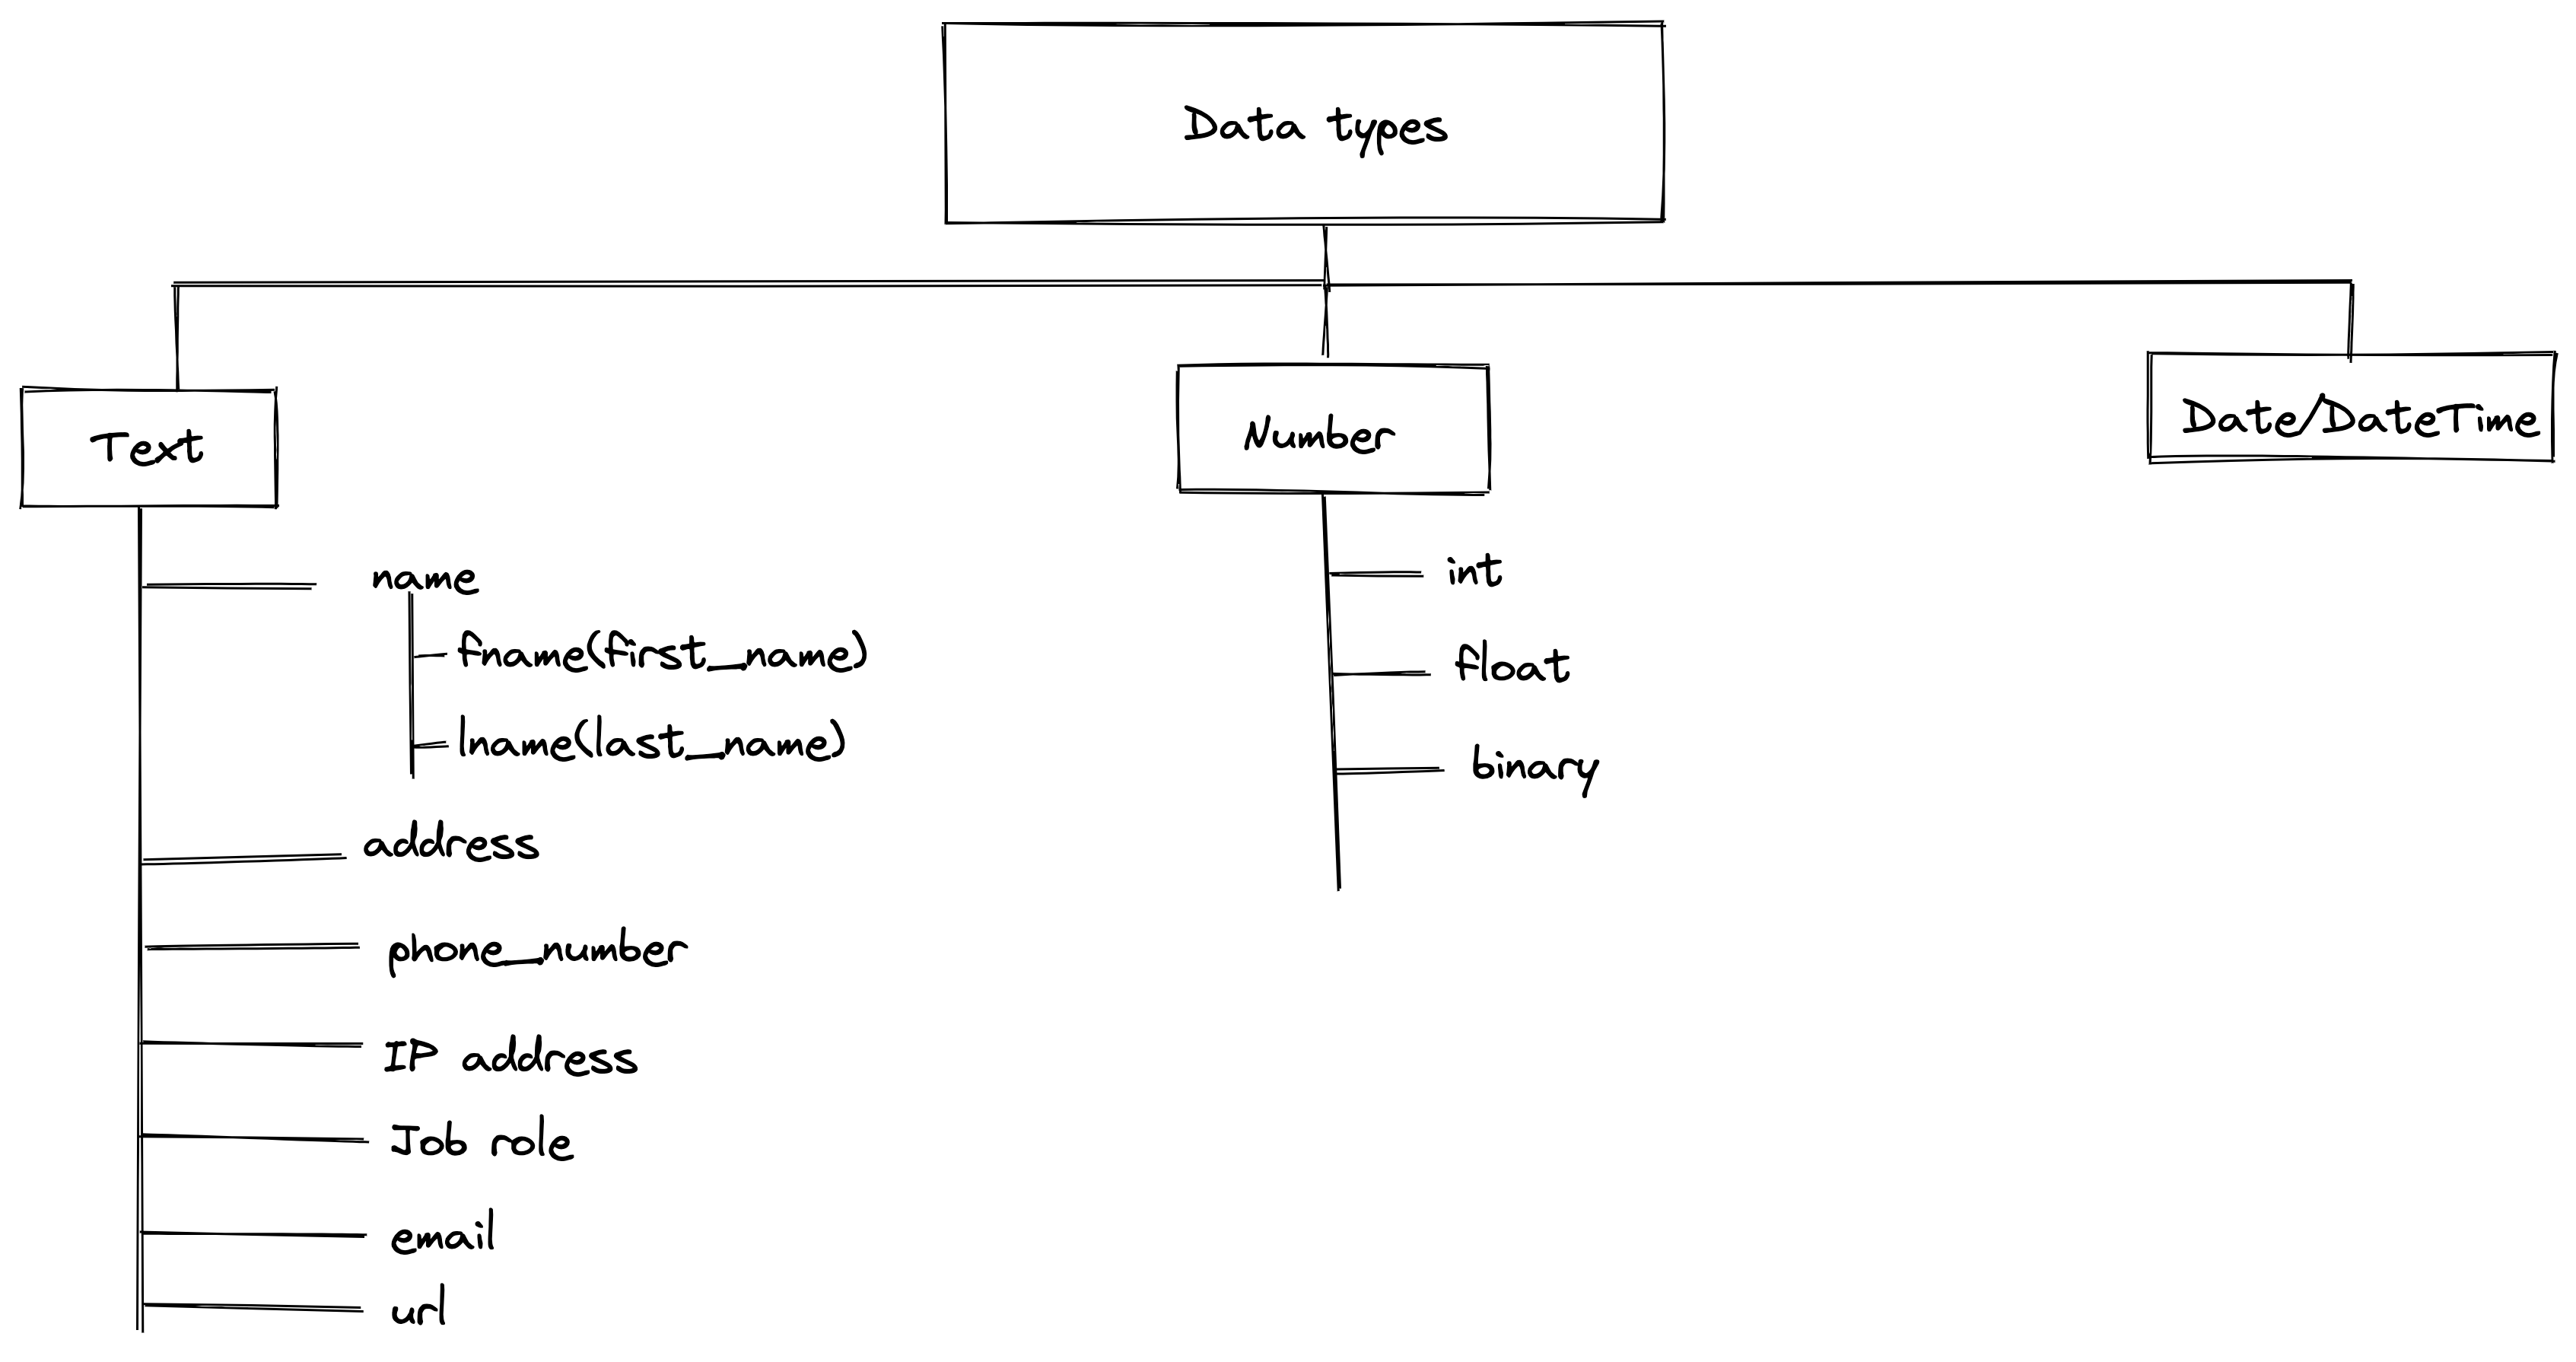 Data types
Text
Number
Date/DateTime
name
fname(first_name)
lname(last_name)
address
phone_number
IP address
Job role
email
url
int
float
binary